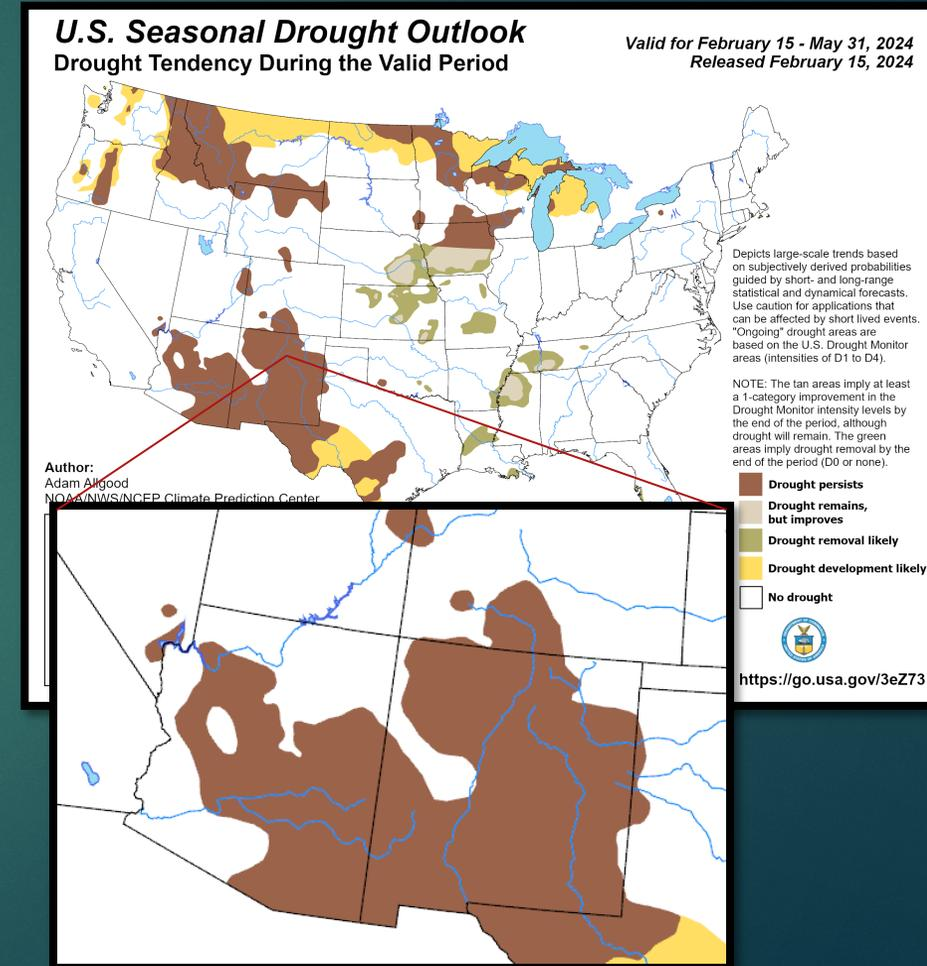 U.S. Seasonal Drought Outlook
Drought Tendency During the Valid Period
Valid for February 15 - May 31, 2024
Released February 15, 2024
Depicts large-scale trends based
on subjectively derived probabilities
guided by short- and long-range
statistical and dynamical forecasts.
Use caution for applications that
can be affected by short lived events.
"Ongoing" drought areas are
based on the U.S. Drought Monitor
areas (intensities of D1 to D4).
NOTE: The tan areas imply at least
a 1-category improvement in the
Drought Monitor intensity levels by
the end of the period, although
drought will remain. The green
areas imply drought removal by the
end of the period (D0 or none).
Author:
Adam Allgood
NOAA/NWS/NCEP Climate Prediction Center
Drought persists
Drought remains,
but improves
Drought removal likely
Drought development likely
No drought
https://go.usa.gov/3eZ73